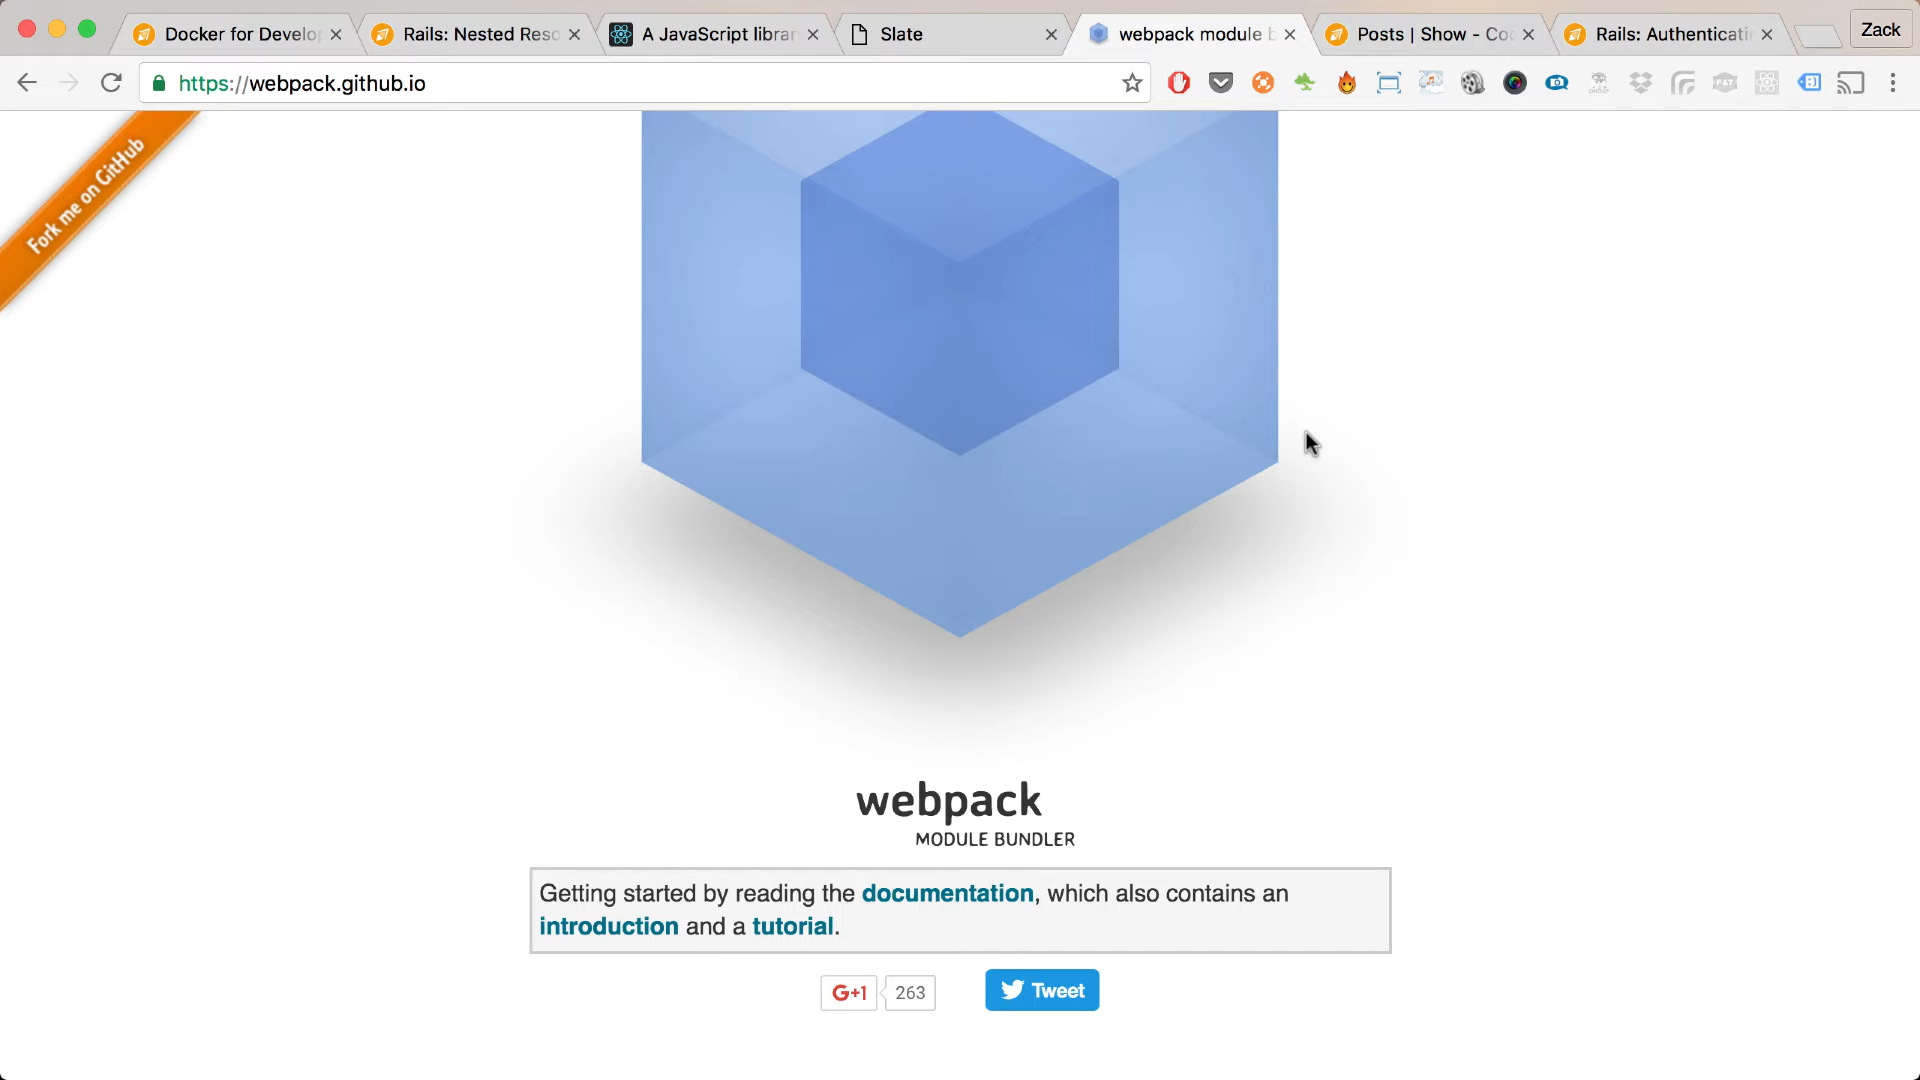 Docker for Develo
Rails: Nested Reso
A JavaScript librar
Slate
webpack module b
Posts | Show - Co
Rails: Authenticati
Zack
https://webpack.github.io
Fork me on GitHub
webpack
MODULE BUNDLER
Getting started by reading the documentation, which also contains an
introduction and a tutorial.
G+1
263
Tweet